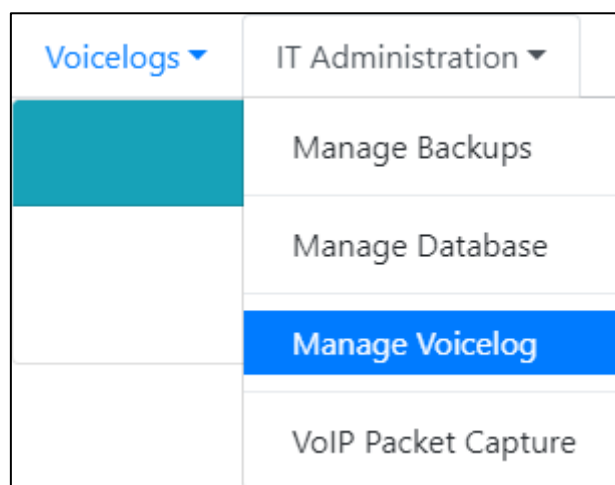 Voicelogs IT Administration
Manage Backups
Manage Database
Manage Voicelog
VoIP Packet Capture